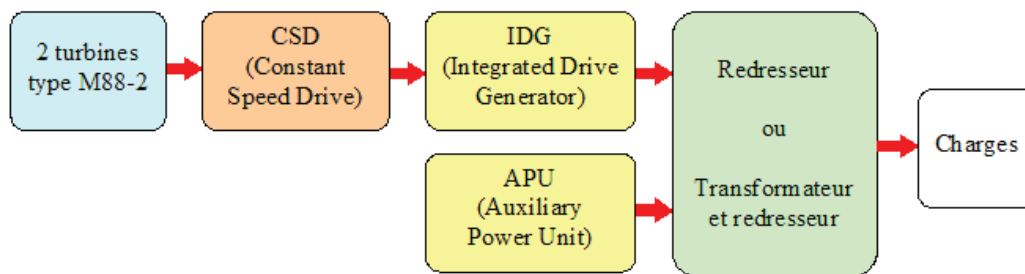 2 turbines
type M88-2
CSD
(Constant
Speed Drive)
IDG
(Integrated Drive
Generator)
APU
(Auxiliary
Power Unit)
Redresseur
ou
Transformateur
et redresseur
Charges